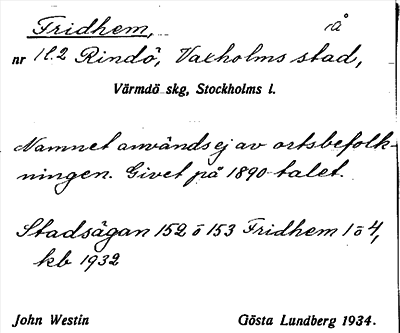 Fridhem, rå
nr 1l.2 Rindö, Vaxholms stad,
Värmdö skg, Stockholms l.
Namnet användes ej av ortsbefolk-
ningen. Givet på 1890-talet.
Stadsägan 152 o 153 Fridhem 1 o 4,
kb 1932
John Westin Gösta Lundberg 1934.